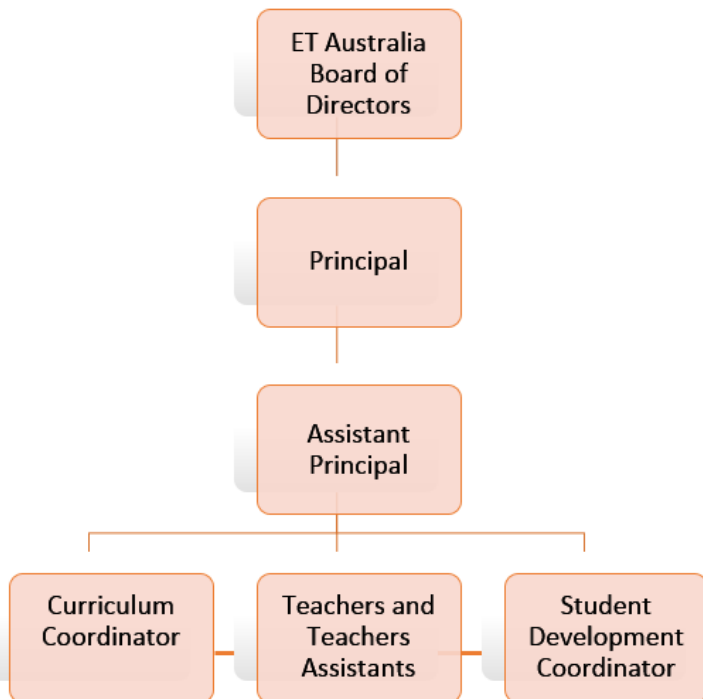 ET Australia
Board of
Directors
Principal
Assistant
Principal
Curriculum
Coordinator
Teachers and
Teachers
Assistants
Student
Development
Coordinator